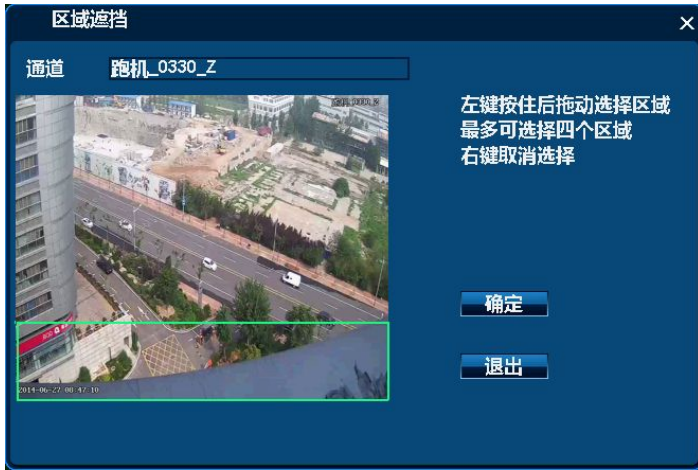 区域遮挡
通道 跑机_0330_Z
左键按住后拖动选择区域
最多可选择四个区域
右键取消选择
确定
退出
2014-06-27 08 47 10